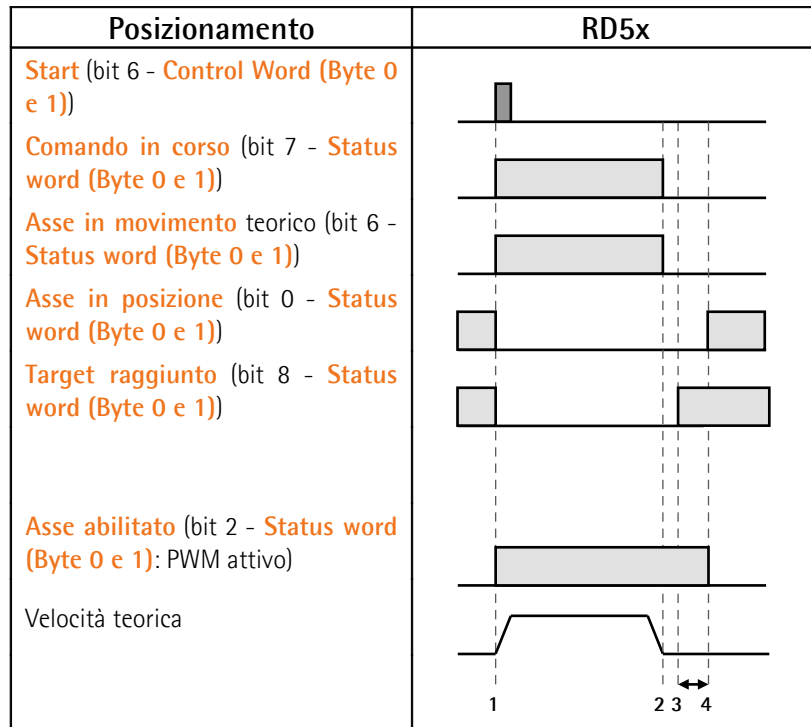 Posizionamento
RD5x
Start (bit 6 - Control Word (Byte 0
e 1))
Comando in corso (bit 7 - Status
word (Byte 0 e 1))
Asse in movimento teorico (bit 6 -
Status word (Byte 0 e 1))
Asse in posizione (bit 0 - Status
word (Byte 0 e 1))
Target raggiunto (bit 8 - Status
word (Byte 0 e 1))
Asse abilitato (bit 2 - Status word
(Byte 0 e 1): PWM attivo)
Velocità teorica
1 2 3 4